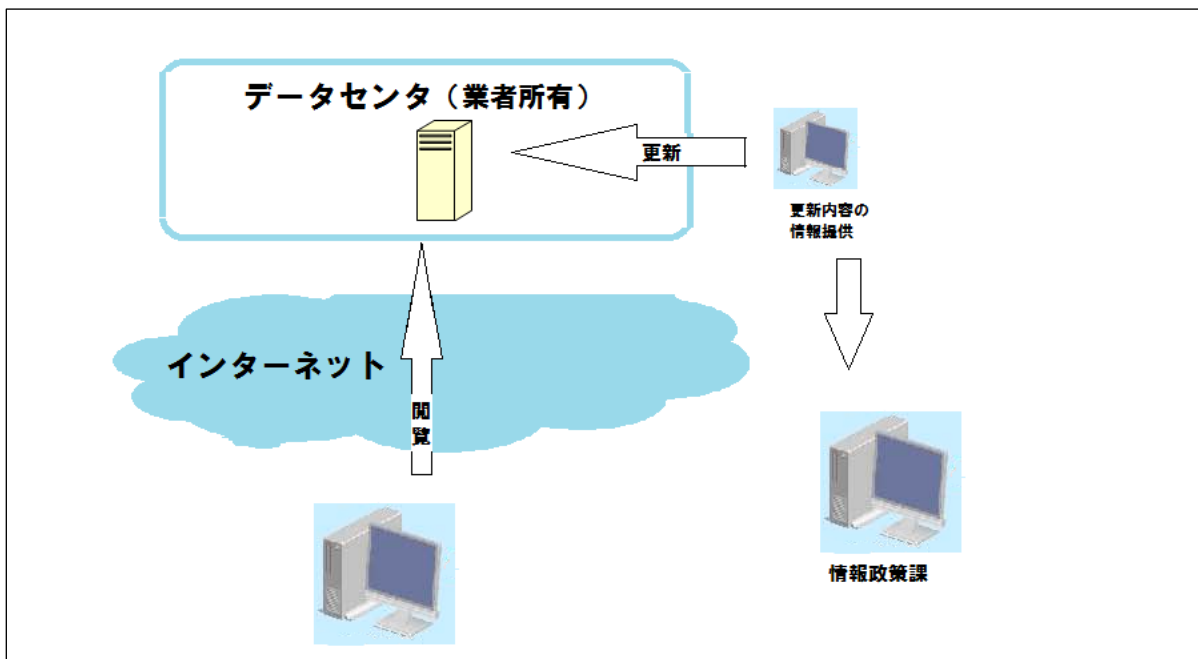 データセンタ（業者所有）
更新
更新内容の
情報提供
インターネット
閲
覧
情報政策課